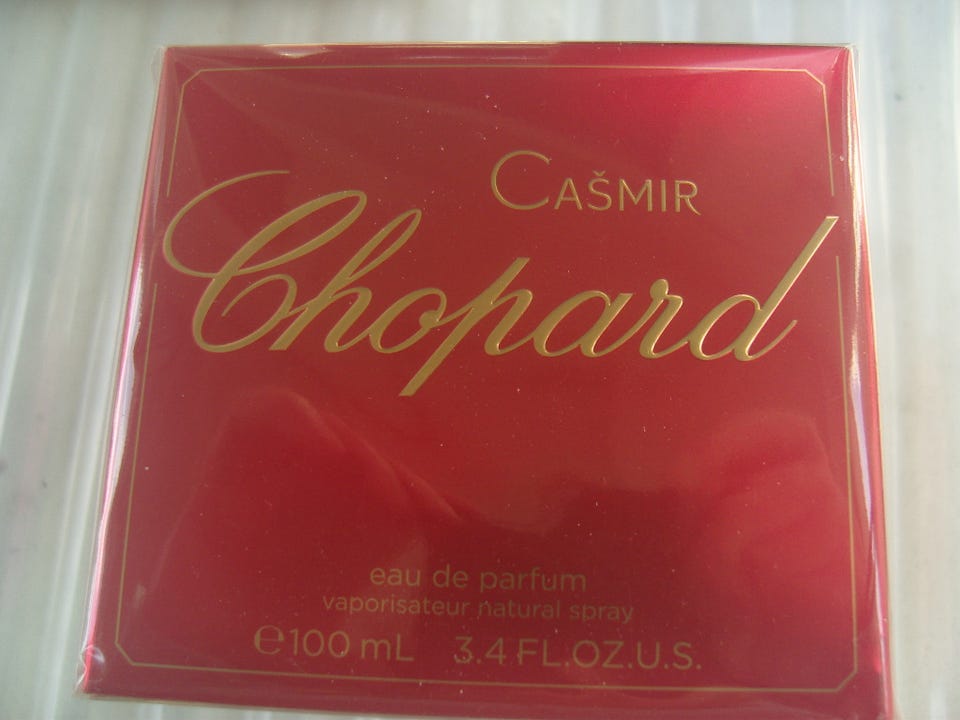 CAŠMIR
Chopard
eau de parfum
vaporisateur natural spray
℮100 mL 3.4 FL.OZ.U.S.